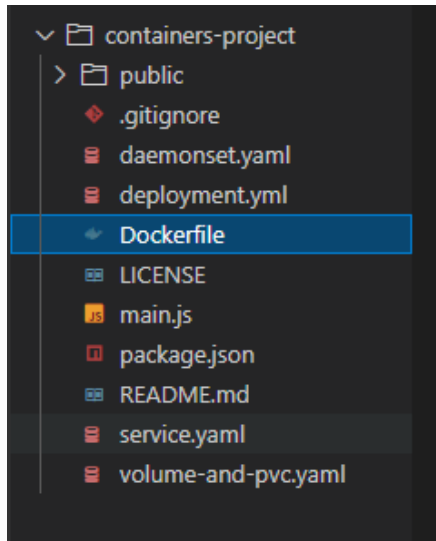 containers-project
public
.gitignore
daemonset.yaml
deployment.yml
Dockerfile
LICENSE
JS main.js
package.json
README.md
service.yaml
volume-and-pvc.yaml